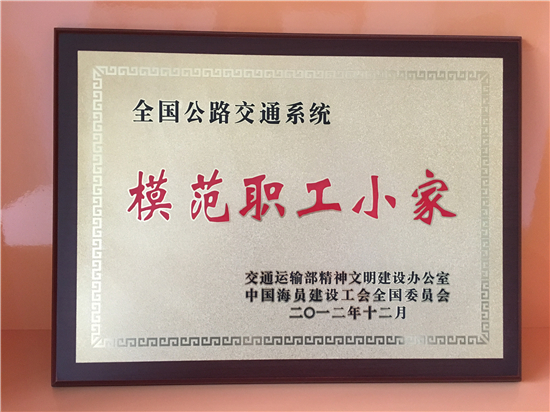 全国公路交通系统
模范职工小家
交通运输部精神文明建设办公室
中国海员建设工会全国委员会
二〇一二年十二月